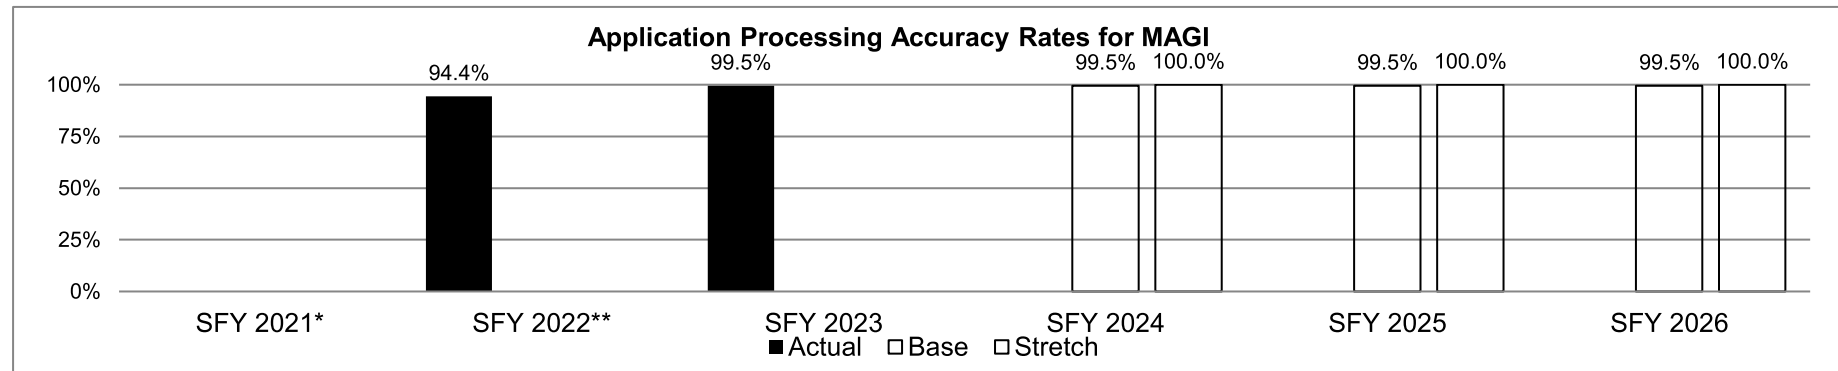 Application Processing Accuracy Rates for MAGI
94.4% 99.5% 99.5% 100.0% 99.5% 100.0% 99.5% 100.0%
100%
75%
50%
25%
0%
SFY 2021* SFY 2022** SFY 2023 SFY 2024 SFY 2025 SFY 2026
Actual Base Stretch